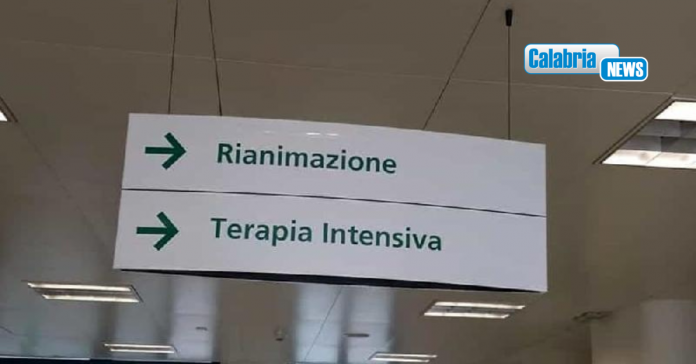 Calabria
NEWS
→ Rianimazione
→ Terapia Intensiva